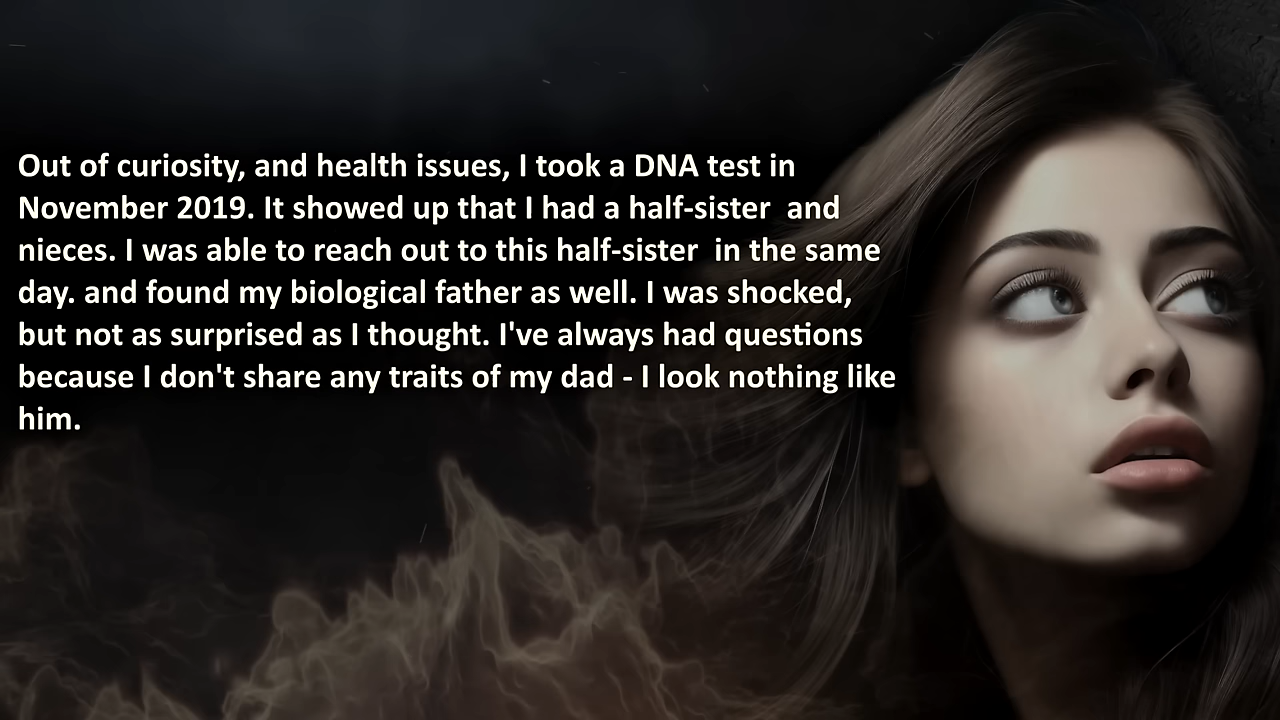 Out of curiosity, and health issues, I took a DNA test in
November 2019. It showed up that I had a half-sister  and
nieces. I was able to reach out to this half-sister  in the same
day. and found my biological father as well. I was shocked,
but not as surprised as I thought. I've always had questions
because I don't share any traits of my dad - I look nothing like
him.